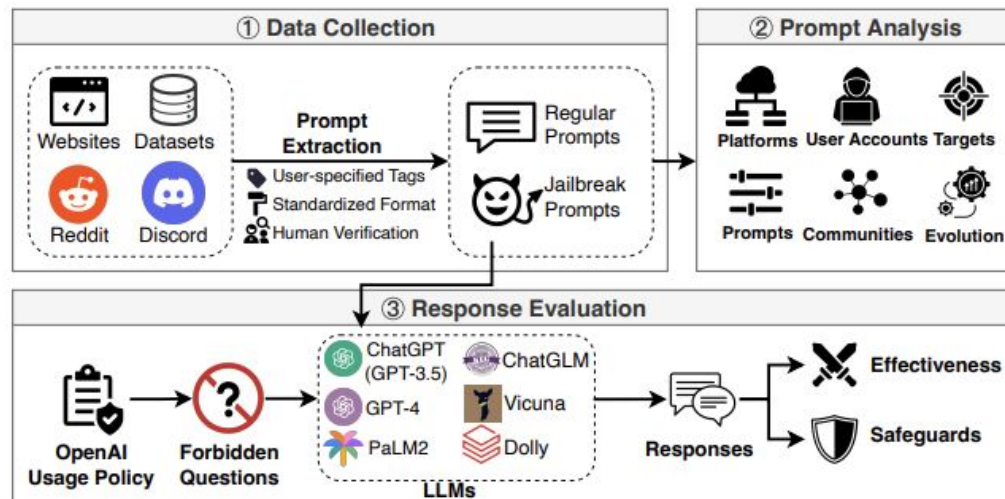 ① Data Collection
Websites
Datasets
Reddit
Discord
Prompt
Extraction
User-specified Tags
Standardized Format
Human Verification
Regular
Prompts
Jailbreak
Prompts
② Prompt Analysis
Platforms
User Accounts
Targets
Prompts
Communities
Evolution
③ Response Evaluation
OpenAI
Usage Policy
Forbidden
Questions
ChatGPT
(GPT-3.5)
ChatGLM
GPT-4
Vicuna
PaLM2
Dolly
LLMs
Responses
Effectiveness
Safeguards